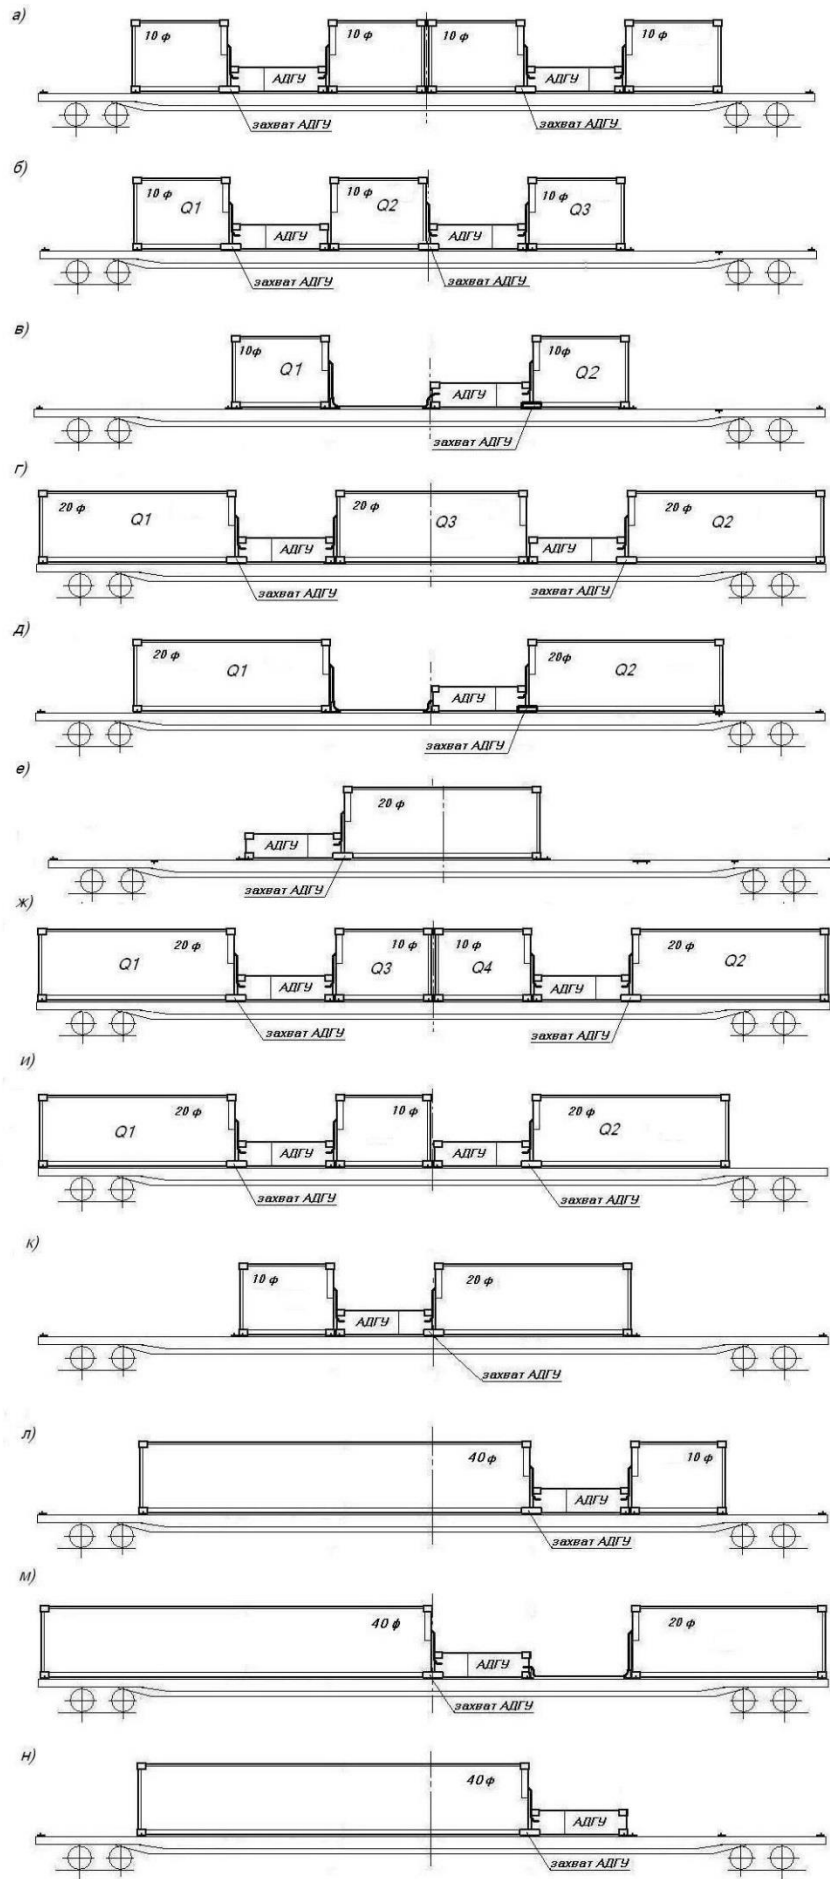 а)
10 ф АДГУ 10 ф 10 ф АДГУ 10 ф
захват АДГУ захват АДГУ
б)
10 ф Q1 АДГУ 10 ф Q2 АДГУ 10 ф Q3
захват АДГУ захват АДГУ
в)
10ф Q1 АДГУ 10ф Q2
захват АДГУ
г)
20 ф Q1 АДГУ 20 ф Q3 АДГУ 20 ф Q2
захват АДГУ захват АДГУ
д)
20 ф Q1 АДГУ 20ф Q2
захват АДГУ
е)
АДГУ 20 ф
захват АДГУ
ж)
Q1 20 ф АДГУ Q3 10 ф 10 ф Q4 АДГУ 20 ф Q2
захват АДГУ захват АДГУ
и)
Q1 20 ф АДГУ 10 ф АДГУ 20 ф Q2
захват АДГУ захват АДГУ
к)
10 ф АДГУ 20 ф
захват АДГУ
л)
40 ф АДГУ 10 ф
захват АДГУ
м)
40 ф АДГУ 20 ф
захват АДГУ
н)
40 ф АДГУ
захват АДГУ